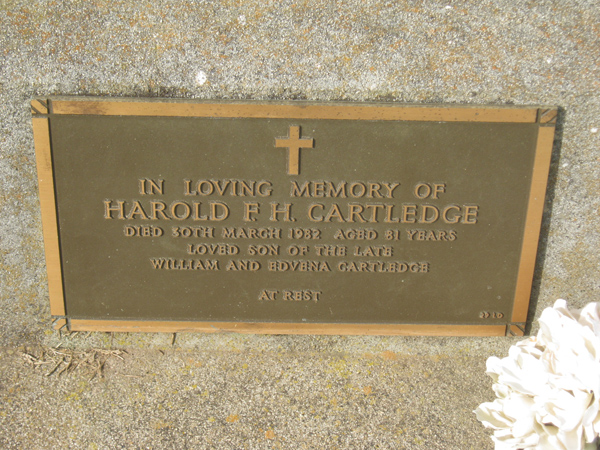 IN LOVING MEMORY OF
HAROLD F. H. CARTLEDGE
DIED 30TH MARCH 1982 AGED 81 YEARS
LOVED SON OF THE LATE
WILLIAM AND EDVENA CARTLEDGE
AT REST